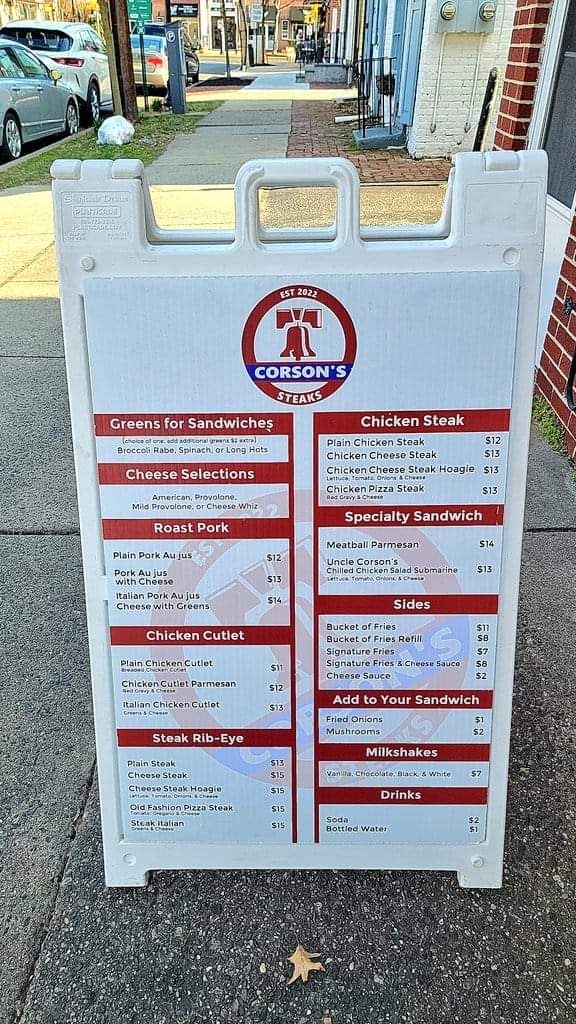 Signicade Deluxe
PLASTICADE
EST 2022
CORSON'S
STEAKS
Greens for Sandwiches
(choice of one, add additional greens $2 extra)
Broccoli Rabe, Spinach, or Long Hots
Cheese Selections
American, Provolone,
Mild Provolone, or Cheese Whiz
Roast Pork
Plain Pork Au jus $12
Pork Au jus
with Cheese $13
Italian Pork Au jus
Cheese with Greens $14
Chicken Cutlet
Plain Chicken Cutlet $11
Breaded Chicken Cutlet
Chicken Cutlet Parmesan $12
Red Gravy & Cheese
Italian Chicken Cutlet $13
Greens & Cheese
Steak Rib-Eye
Plain Steak $13
Cheese Steak $15
Cheese Steak Hoagie $15
Lettuce, Tomato, Onions, & Cheese
Old Fashion Pizza Steak $15
Tomato, Oregano & Cheese
Steak Italian $15
Greens & Cheese
Chicken Steak
Plain Chicken Steak $12
Chicken Cheese Steak $13
Chicken Cheese Steak Hoagie $13
Lettuce, Tomato, Onions & Cheese
Chicken Pizza Steak $13
Red Gravy & Cheese
Specialty Sandwich
Meatball Parmesan $14
Uncle Corson's
Chilled Chicken Salad Submarine $13
Lettuce, Tomato, Onions, & Cheese
Sides
Bucket of Fries $11
Bucket of Fries Refill $8
Signature Fries $7
Signature Fries & Cheese Sauce $8
Cheese Sauce $2
Add to Your Sandwich
Fried Onions $1
Mushrooms $2
Milkshakes
Vanilla, Chocolate, Black, & White $7
Drinks
Soda $2
Bottled Water $1
EST 2022
CORSON'S
STEAKS